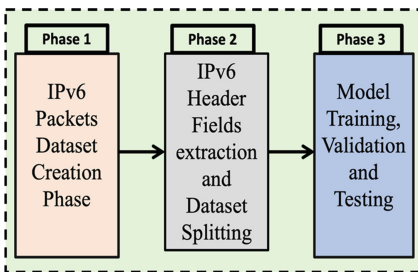 Phase 1
IPv6
Packets
Dataset
Creation
Phase
Phase 2
IPv6
Header
Fields
extraction
and
Dataset
Splitting
Phase 3
Model
Training,
Validation
and
Testing